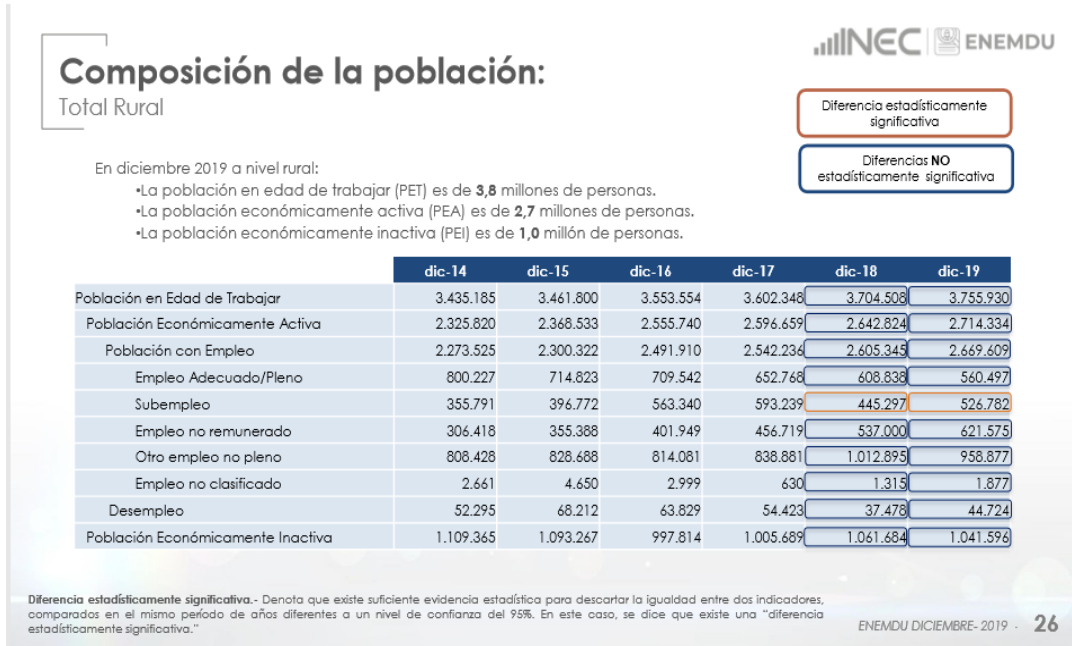 INEC ENEMDU
Composición de la población:
Total Rural
Diferencia estadísticamente
significativa
Diferencias NO
estadísticamente significativa
En diciembre 2019 a nivel rural:
•La población en edad de trabajar (PET) es de 3,8 millones de personas.
•La población económicamente activa (PEA) es de 2,7 millones de personas.
•La población económicamente inactiva (PEI) es de 1,0 millón de personas.
dic-14 dic-15 dic-16 dic-17 dic-18 dic-19
Población en Edad de Trabajar 3.435.185 3.461.800 3.553.554 3.602.348 3.704.508 3.755.930
Población Económicamente Activa 2.325.820 2.368.533 2.555.740 2.596.659 2.642.824 2.714.334
Población con Empleo 2.273.525 2.300.322 2.491.910 2.542.236 2.605.345 2.669.609
Empleo Adecuado/Pleno 800.227 714.823 709.542 652.768 608.838 560.497
Subempleo 355.791 396.772 563.340 593.239 445.297 526.782
Empleo no remunerado 306.418 355.388 401.949 456.719 537.000 621.575
Otro empleo no pleno 808.428 828.688 814.081 838.881 1.012.895 958.877
Empleo no clasificado 2.661 4.650 2.999 630 1.315 1.877
Desempleo 52.295 68.212 63.829 54.423 37.478 44.724
Población Económicamente Inactiva 1.109.365 1.093.267 997.814 1.005.689 1.061.684 1.041.596
Diferencia estadísticamente significativa.- Denota que existe suficiente evidencia estadística para descartar la igualdad entre dos indicadores,
comparados en el mismo período de años diferentes a un nivel de confianza del 95%. En este caso, se dice que existe una "diferencia
estadísticamente significativa."
ENEMDU DICIEMBRE- 2019 - 26